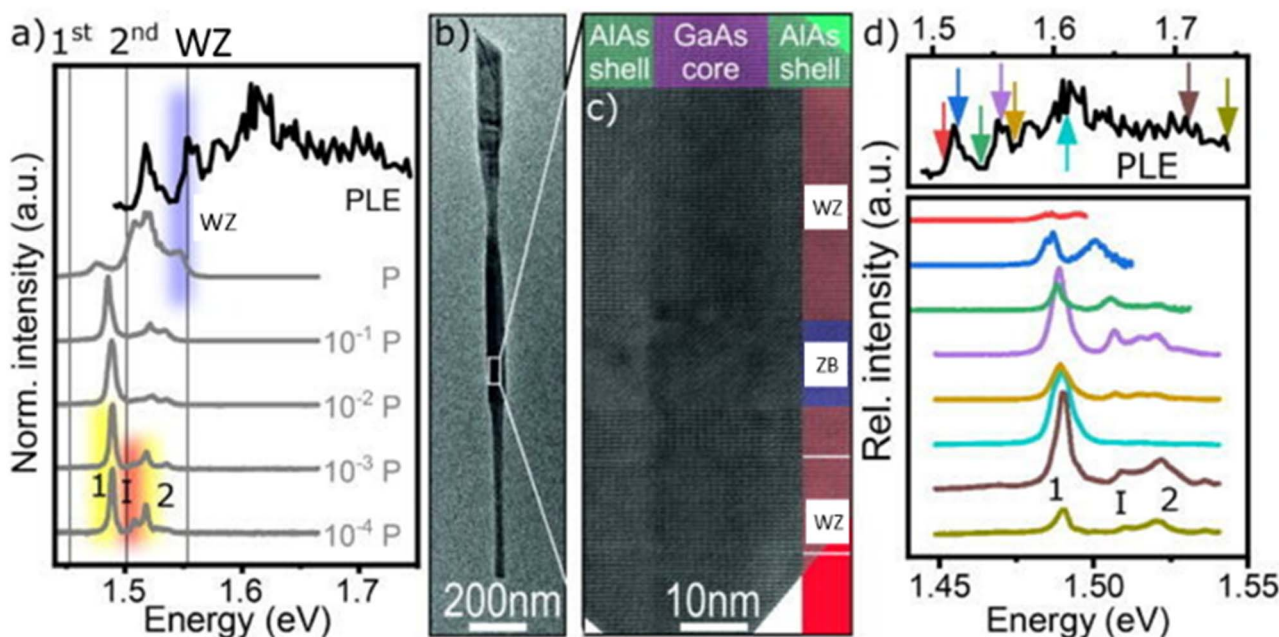 a) 1st 2nd WZ
Norm. intensity (a.u.)
PLE
WZ
P
10-1 P
10-2 P
10-3 P
10-4 P
1 I 2
1.5 1.6 1.7
Energy (eV)
b)
200nm
AlAs shell
GaAs core
AlAs shell
c)
WZ
ZB
WZ
10nm
d)
1.5 1.6 1.7
PLE
Rel. intensity (a.u.)
1 I 2
1.45 1.50 1.55
Energy (eV)